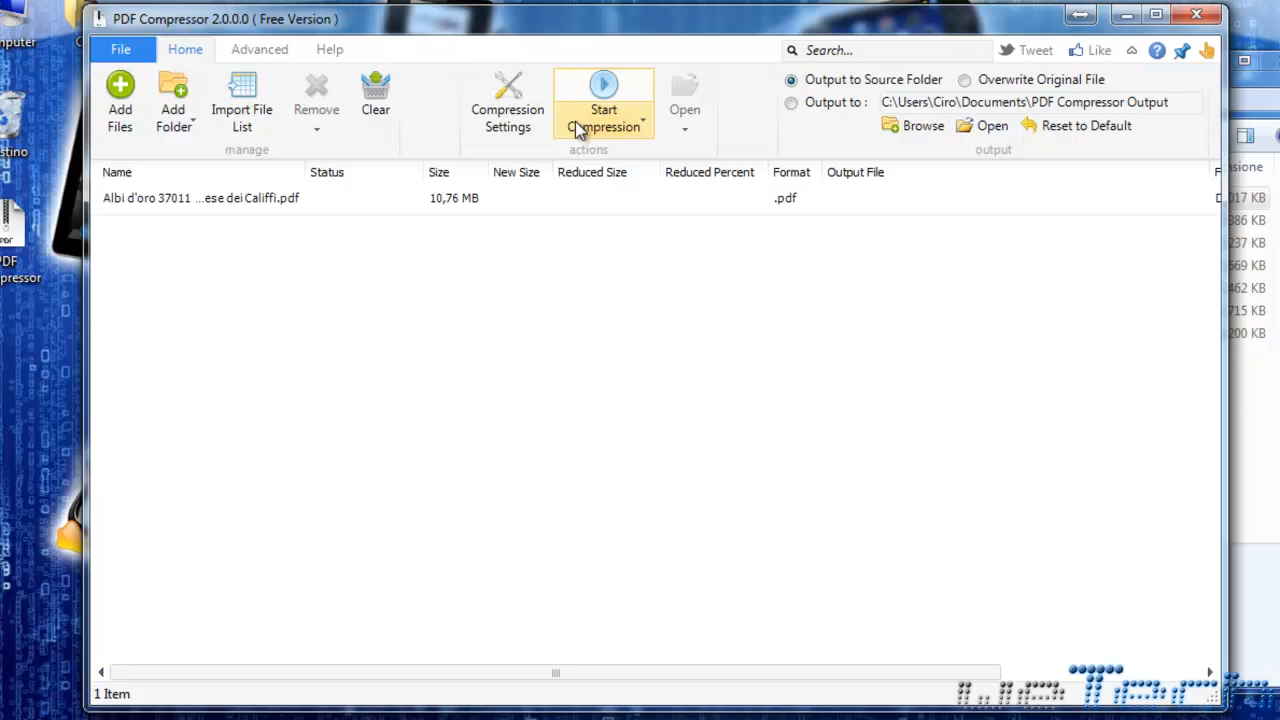 PDF Compressor 2.0.0.0 ( Free Version )
File Home Advanced Help Search... Tweet Like
Add Files
Add Folder
Import File List
Remove
Clear
manage
Compression Settings
Start Compression
Open
actions
Output to Source Folder Overwrite Original File
Output to : C:\Users\Ciro\Documents\PDF Compressor Output
Browse Open Reset to Default
output
Name Status Size New Size Reduced Size Reduced Percent Format Output File
Albi d'oro 37011 ...ese dei Califfi.pdf 10,76 MB .pdf
1 Item
puter
stino
PDF
pressor
sione
017 KB
386 KB
237 KB
669 KB
462 KB
715 KB
200 KB